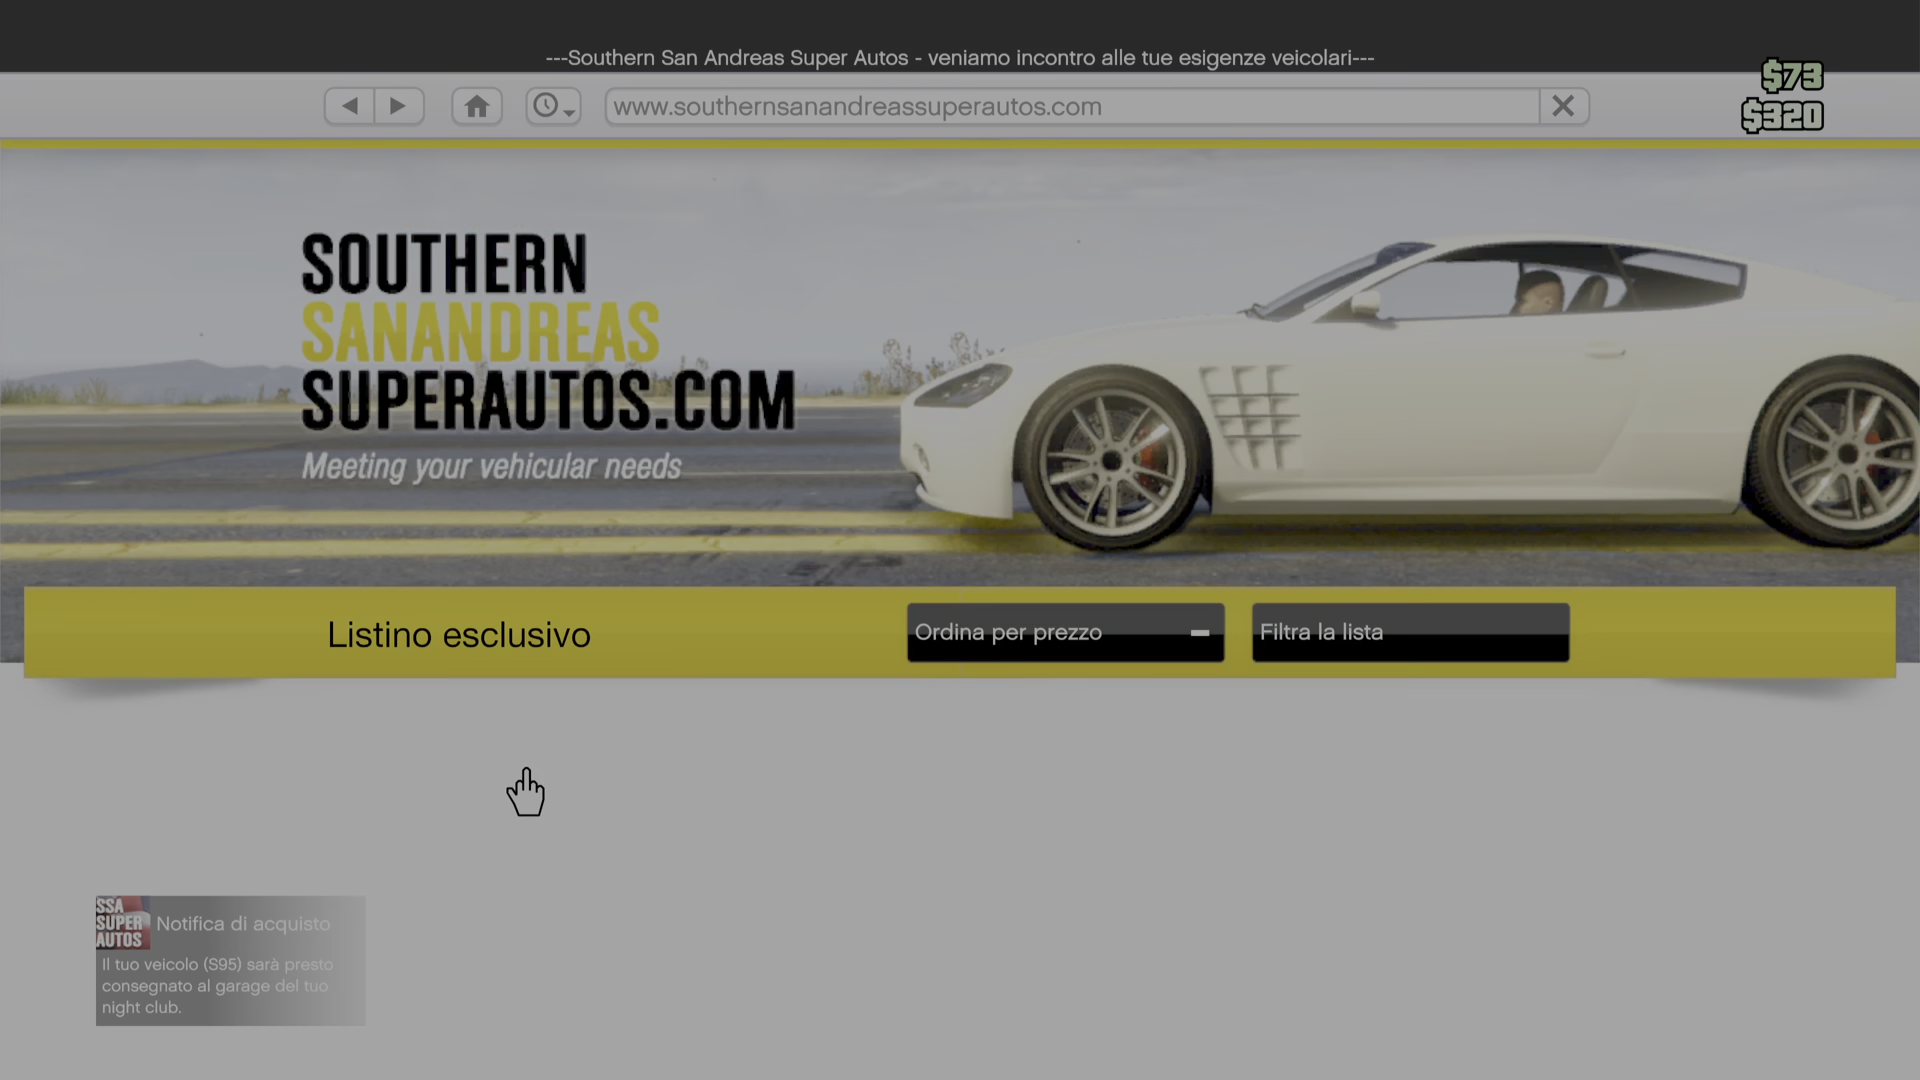 ---Southern San Andreas Super Autos - veniamo incontro alle tue esigenze veicolari---
www.southernsanandreassuperautos.com
$73
$320
SOUTHERN
SANANDREAS
SUPERAUTOS.COM
Meeting your vehicular needs
Listino esclusivo
Ordina per prezzo
Filtra la lista
SSA
SUPER
AUTOS
Notifica di acquisto
Il tuo veicolo (S95) sarà presto
consegnato al garage del tuo
night club.